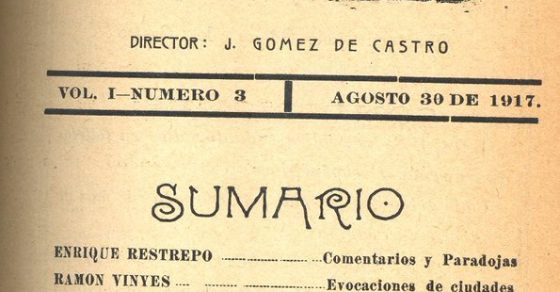 DIRECTOR: J. GOMEZ DE CASTRO
VOL. I—NUMERO 3
AGOSTO 30 DE 1917.
SUMARIO
ENRIQUE RESTREPO ........ Comentarios y Paradojas
RAMON VINYES ........ Evocaciones de ciudades